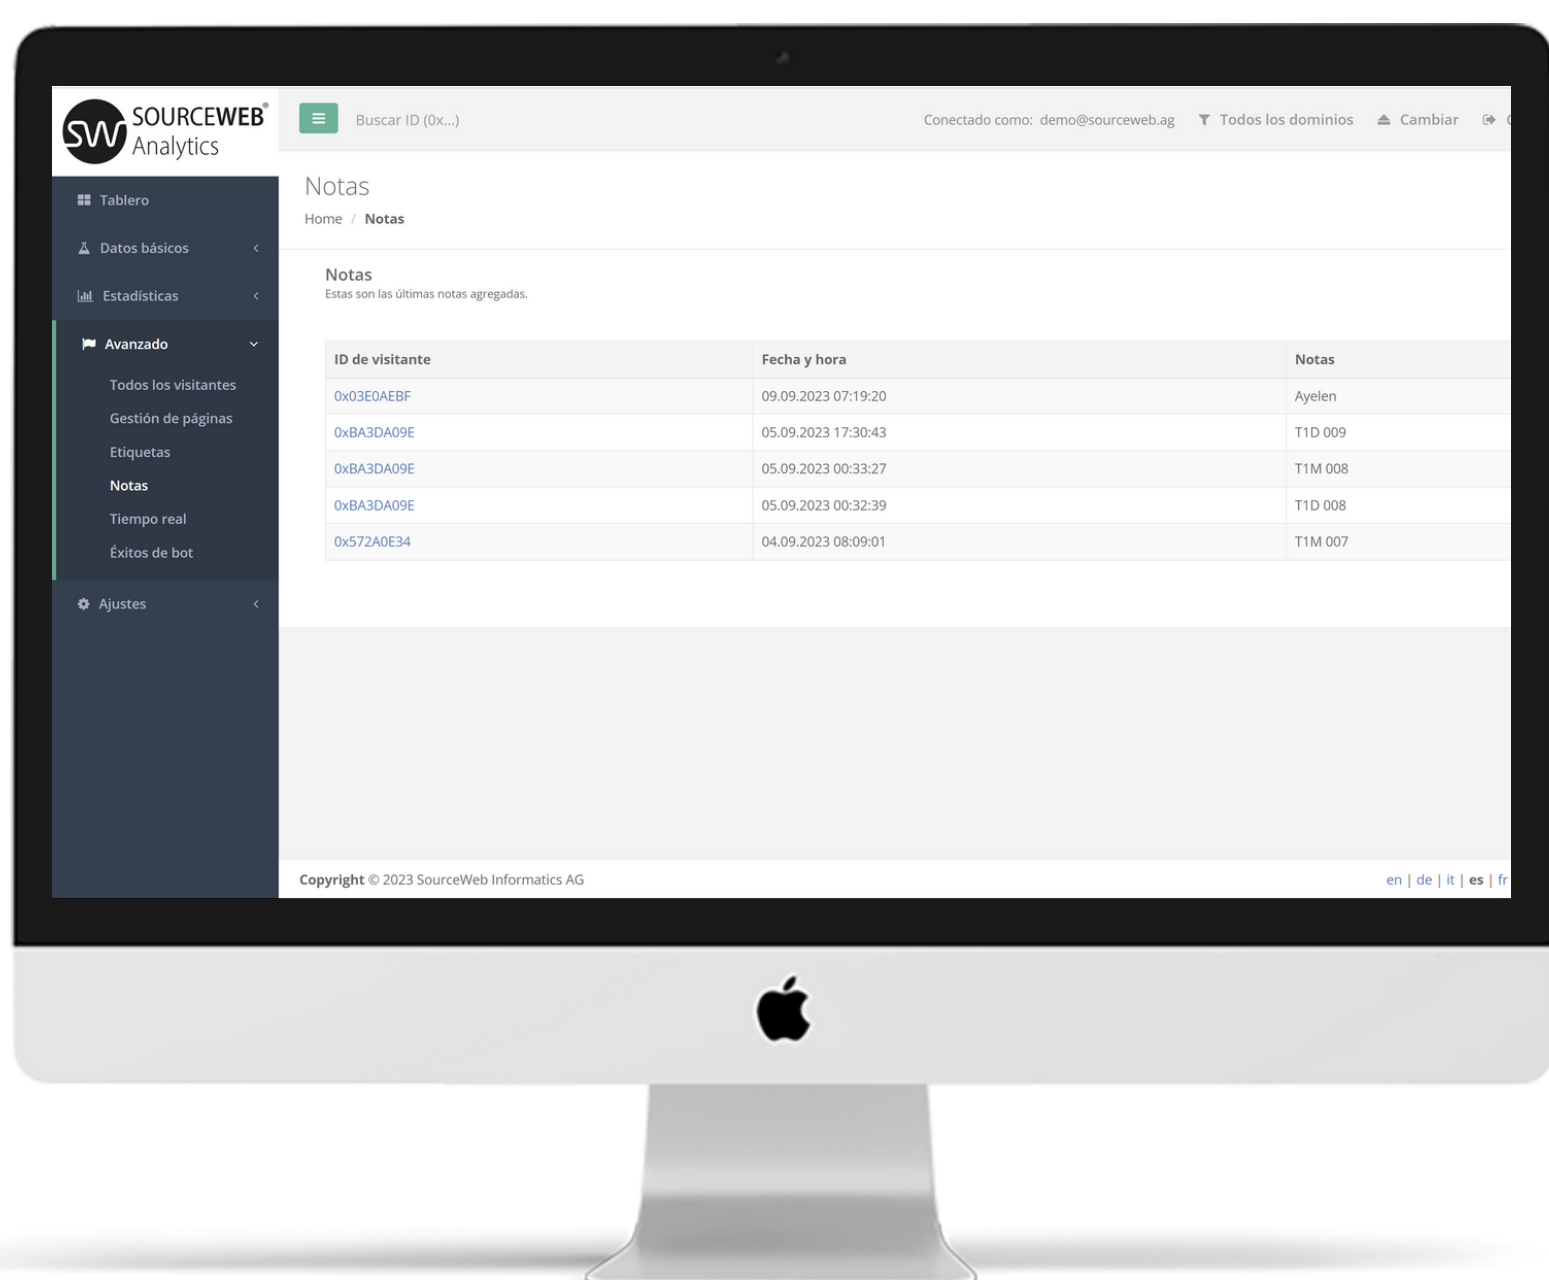 SOURCEWEB®
Analytics
Buscar ID (0x...)
Conectado como: demo@sourceweb.ag
Todos los dominios
Cambiar
Tablero
Datos básicos
Estadísticas
Avanzado
Todos los visitantes
Gestión de páginas
Etiquetas
Notas
Tiempo real
Éxitos de bot
Ajustes
Notas
Home / Notas
Notas
Estas son las últimas notas agregadas.
ID de visitante Fecha y hora Notas
0x03E0AEBF 09.09.2023 07:19:20 Ayelen
0xBA3DA09E 05.09.2023 17:30:43 T1D 009
0xBA3DA09E 05.09.2023 00:33:27 T1M 008
0xBA3DA09E 05.09.2023 00:32:39 T1D 008
0x572A0E34 04.09.2023 08:09:01 T1M 007
Copyright © 2023 SourceWeb Informatics AG
en | de | it | es | fr